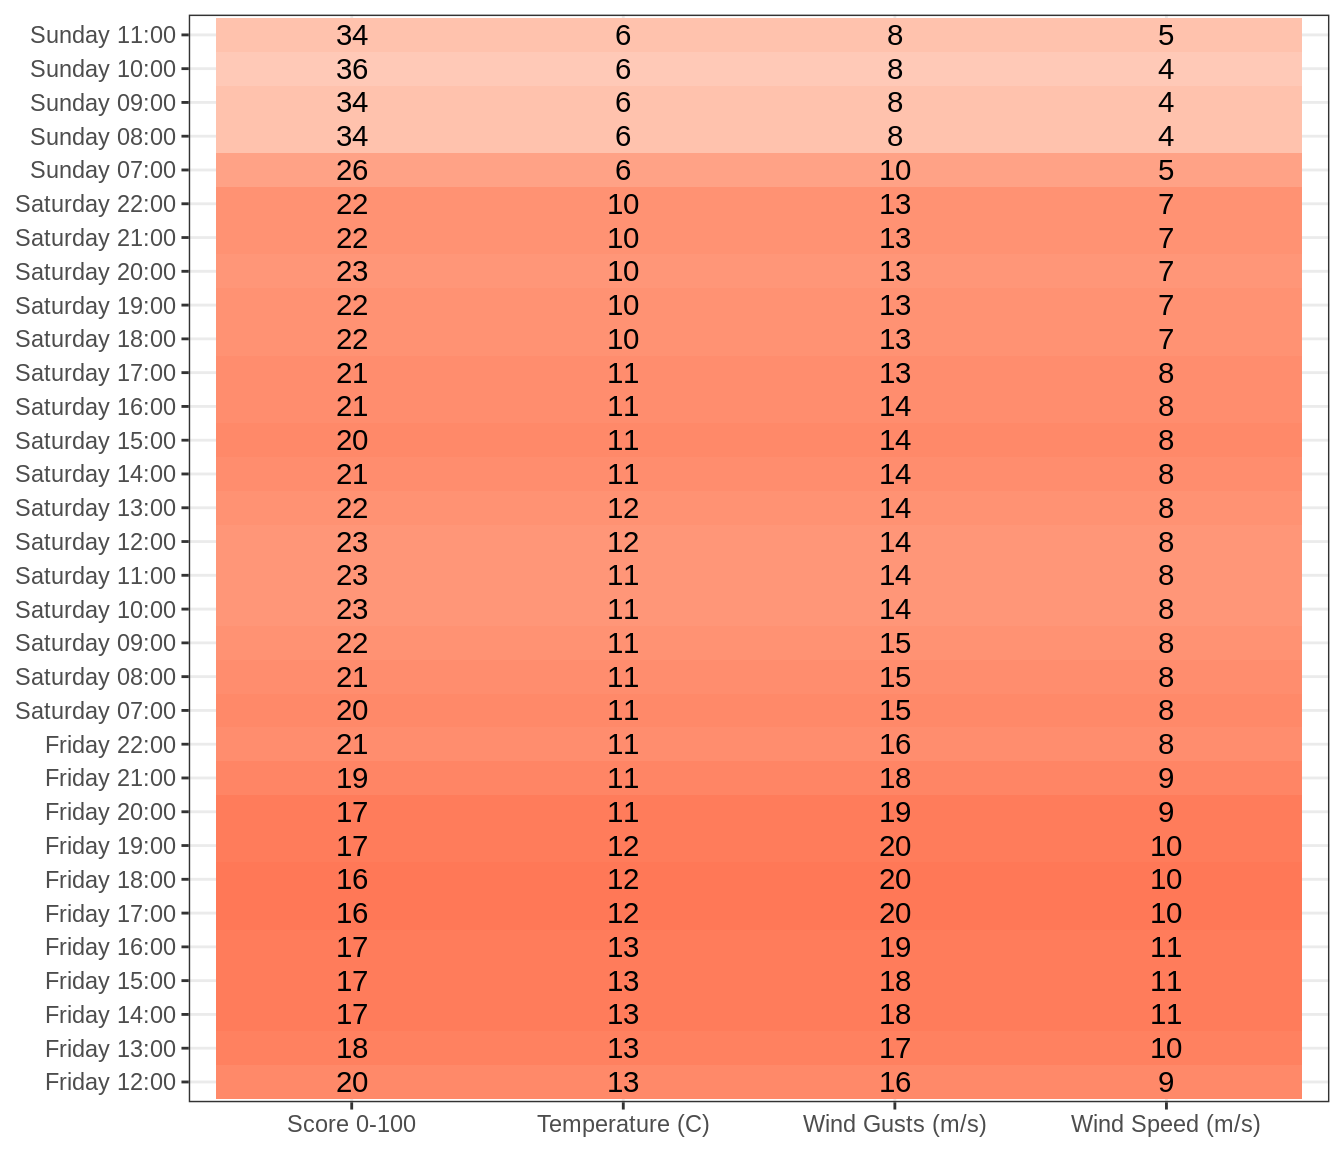 Sunday 11:00 34 6 8 5
Sunday 10:00 36 6 8 4
Sunday 09:00 34 6 8 4
Sunday 08:00 34 6 8 4
Sunday 07:00 26 6 10 5
Saturday 22:00 22 10 13 7
Saturday 21:00 22 10 13 7
Saturday 20:00 23 10 13 7
Saturday 19:00 22 10 13 7
Saturday 18:00 22 10 13 7
Saturday 17:00 21 11 13 8
Saturday 16:00 21 11 14 8
Saturday 15:00 20 11 14 8
Saturday 14:00 21 11 14 8
Saturday 13:00 22 12 14 8
Saturday 12:00 23 12 14 8
Saturday 11:00 23 11 14 8
Saturday 10:00 23 11 14 8
Saturday 09:00 22 11 15 8
Saturday 08:00 21 11 15 8
Saturday 07:00 20 11 15 8
Friday 22:00 21 11 16 8
Friday 21:00 19 11 18 9
Friday 20:00 17 11 19 9
Friday 19:00 17 12 20 10
Friday 18:00 16 12 20 10
Friday 17:00 16 12 20 10
Friday 16:00 17 13 19 11
Friday 15:00 17 13 18 11
Friday 14:00 17 13 18 11
Friday 13:00 18 13 17 10
Friday 12:00 20 13 16 9
Score 0-100 Temperature (C) Wind Gusts (m/s) Wind Speed (m/s)